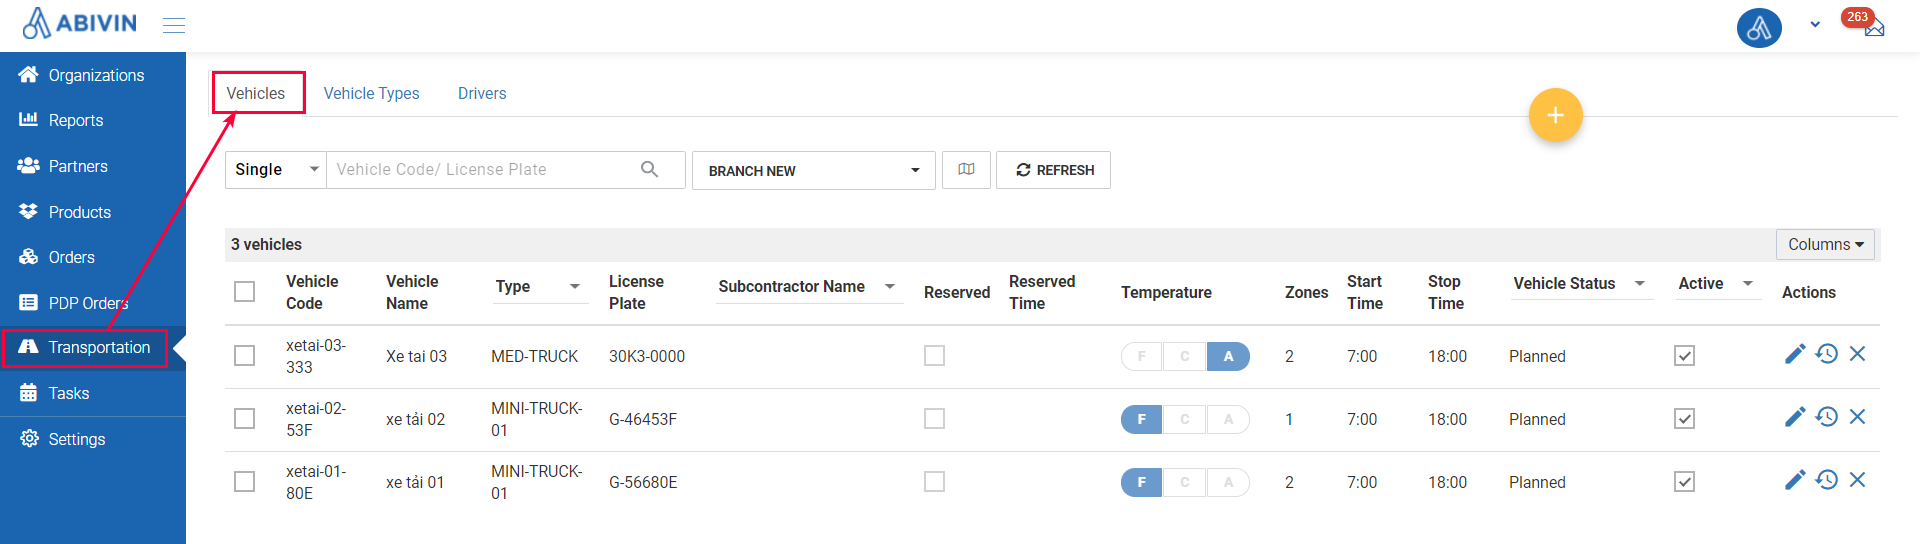 ABIVIN
263
Organizations
Reports
Partners
Products
Orders
PDP Orders
Transportation
Tasks
Settings
Vehicles Vehicle Types Drivers
+
Single Vehicle Code/ License Plate BRANCH NEW REFRESH
3 vehicles Columns
Vehicle Code Vehicle Name Type License Plate Subcontractor Name Reserved Reserved Time Temperature Zones Start Time Stop Time Vehicle Status Active Actions
xetai-03-333 Xe tai 03 MED-TRUCK 30K3-0000 F C A 2 7:00 18:00 Planned
xetai-02-53F xe tải 02 MINI-TRUCK-01 G-46453F F C A 1 7:00 18:00 Planned
xetai-01-80E xe tải 01 MINI-TRUCK-01 G-56680E F C A 2 7:00 18:00 Planned